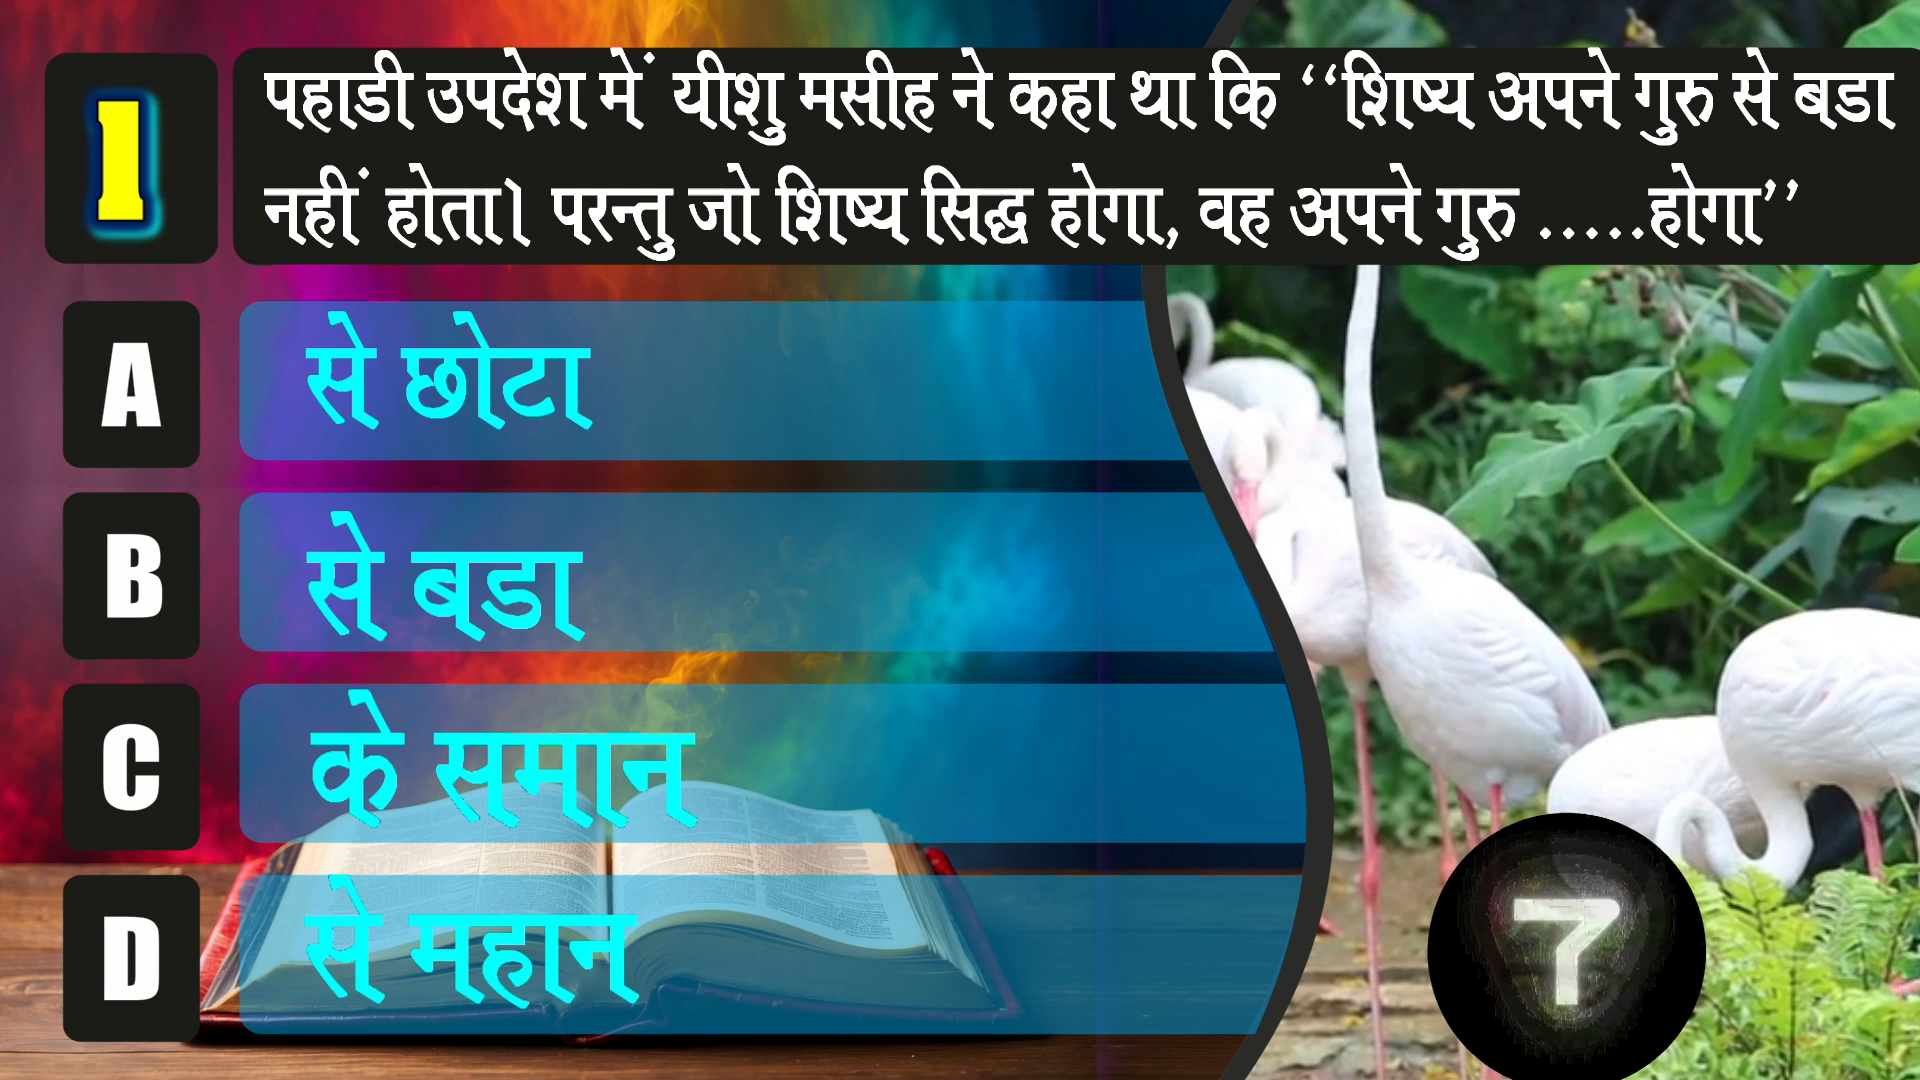 1
पहाडी उपदेश में यीशु मसीह ने कहा था कि ‘‘शिष्य अपने गुरु से बडा
नहीं होता। परन्तु जो शिष्य सिद्ध होगा, वह अपने गुरु .....होगा’’
A से छोटा
B से बडा
C के समान
D से महान
7